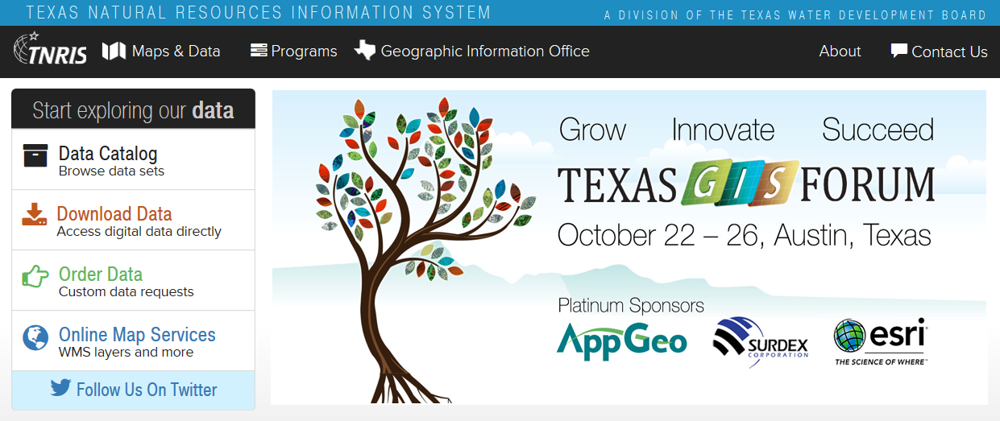 TEXAS NATURAL RESOURCES INFORMATION SYSTEM
A DIVISION OF THE TEXAS WATER DEVELOPMENT BOARD
TNRIS
Maps & Data
Programs
Geographic Information Office
About
Contact Us
Start exploring our data
Data Catalog
Browse data sets
Download Data
Access digital data directly
Order Data
Custom data requests
Online Map Services
WMS layers and more
Follow Us On Twitter
Grow Innovate Succeed
TEXAS GIS FORUM
October 22 – 26, Austin, Texas
Platinum Sponsors
AppGeo
SURDEX
CORPORATION
esri
THE SCIENCE OF WHERE™